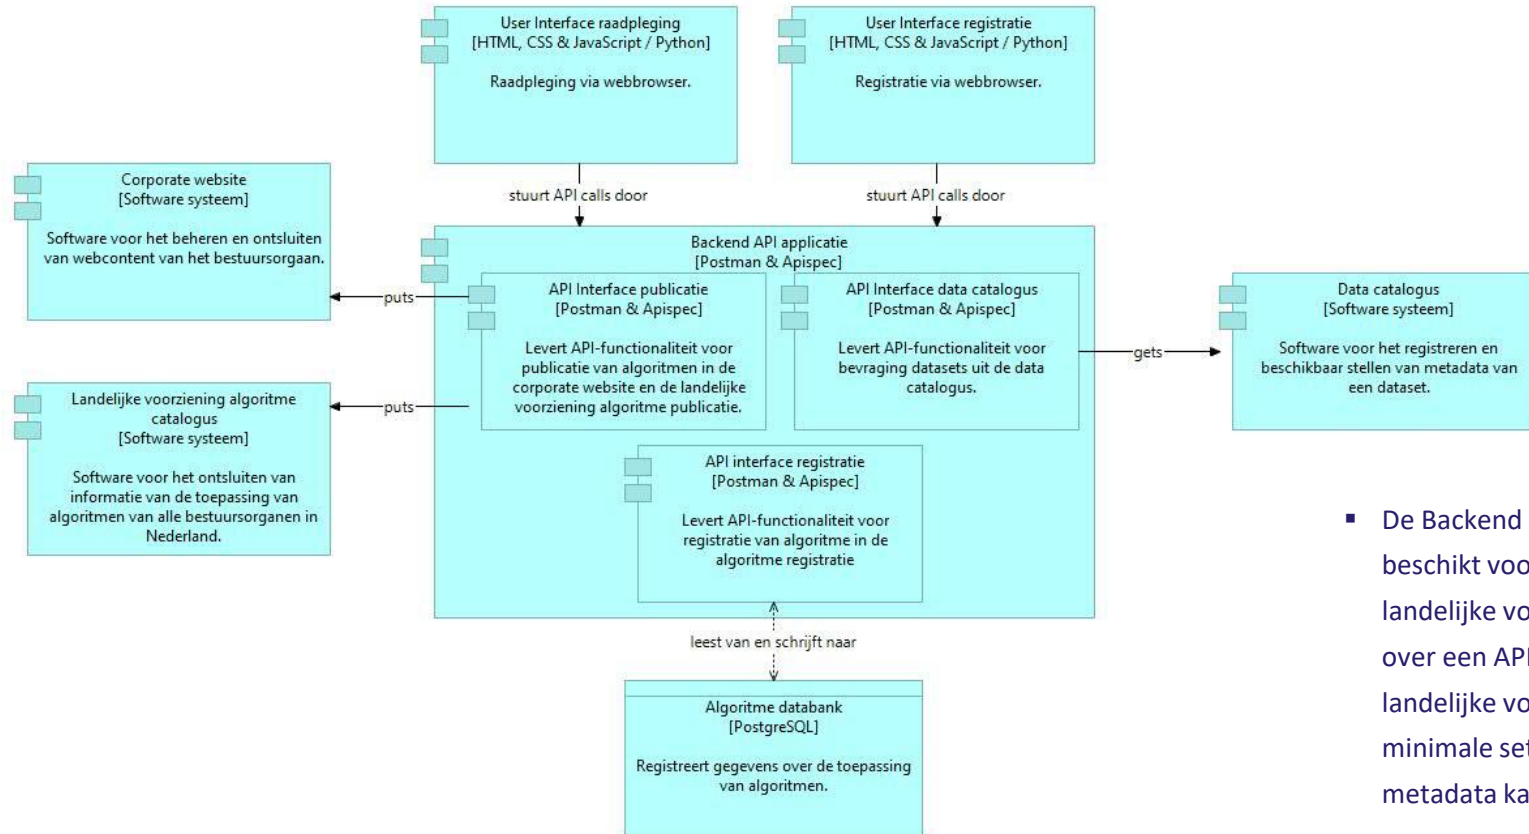 User Interface raadpleging
[HTML, CSS & JavaScript / Python]
Raadpleging via webbrowser.
User Interface registratie
[HTML, CSS & JavaScript / Python]
Registratie via webbrowser.
stuurt API calls door
stuurt API calls door
Corporate website
[Software systeem]
Software voor het beheren en ontsluiten
van webcontent van het bestuursorgaan.
Backend API applicatie
[Postman & Apispec]
puts
API Interface publicatie
[Postman & Apispec]
Levert API-functionaliteit voor
publicatie van algoritmen in de
corporate website en de landelijke
voorziening algoritme publicatie.
API Interface data catalogus
[Postman & Apispec]
Levert API-functionaliteit voor
bevraging datasets uit de data
catalogus.
gets
Data catalogus
[Software systeem]
Software voor het registreren en
beschikbaar stellen van metadata van
een dataset.
Landelijke voorziening algoritme
catalogus
[Software systeem]
Software voor het ontsluiten van
informatie van de toepassing van
algoritmen van alle bestuursorganen in
Nederland.
puts
API interface registratie
[Postman & Apispec]
Levert API-functionaliteit voor
registratie van algoritme in de
algoritme registratie
leest van en schrijft naar
Algoritme databank
[PostgreSQL]
Registreert gegevens over de toepassing
van algoritmen.
▪ De Backend
beschikt voo
landelijke vo
over een API
landelijke vo
minimale set
metadata ka